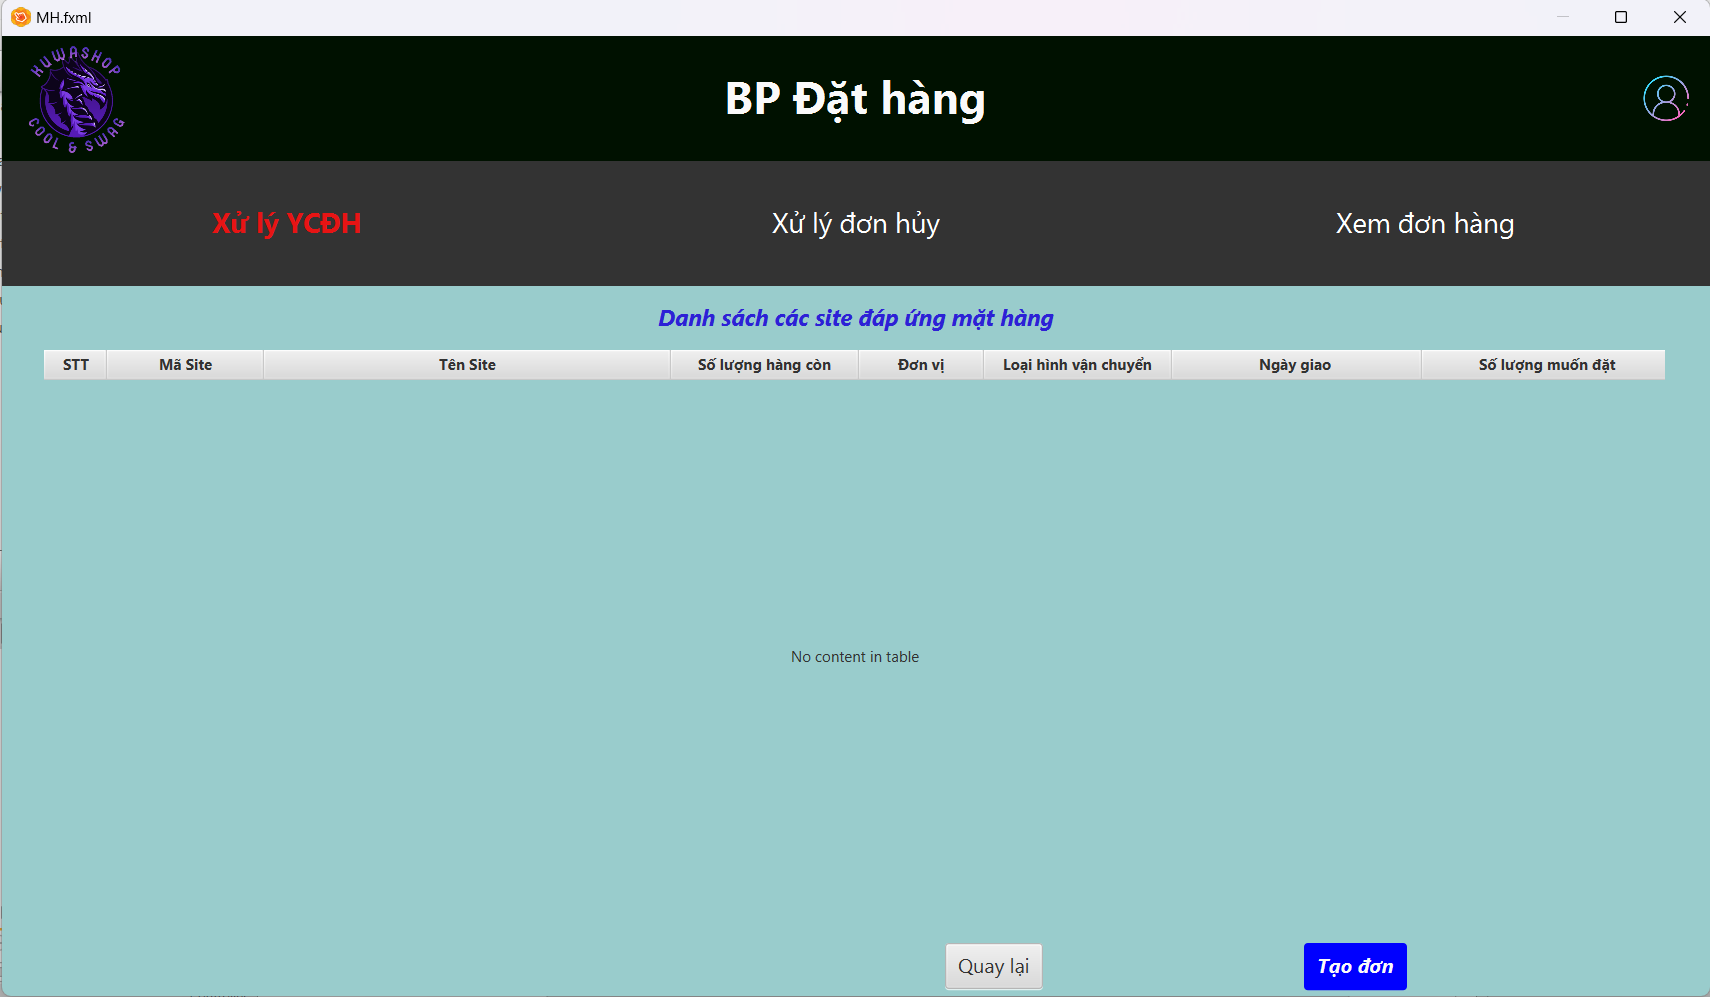 MH.fxml
KUWASHOP
COOL & SWAG
BP Đặt hàng
Xử lý YCĐH
Xử lý đơn hủy
Xem đơn hàng
Danh sách các site đáp ứng mặt hàng
STT Mã Site Tên Site Số lượng hàng còn Đơn vị Loại hình vận chuyển Ngày giao Số lượng muốn đặt
No content in table
Quay lại
Tạo đơn